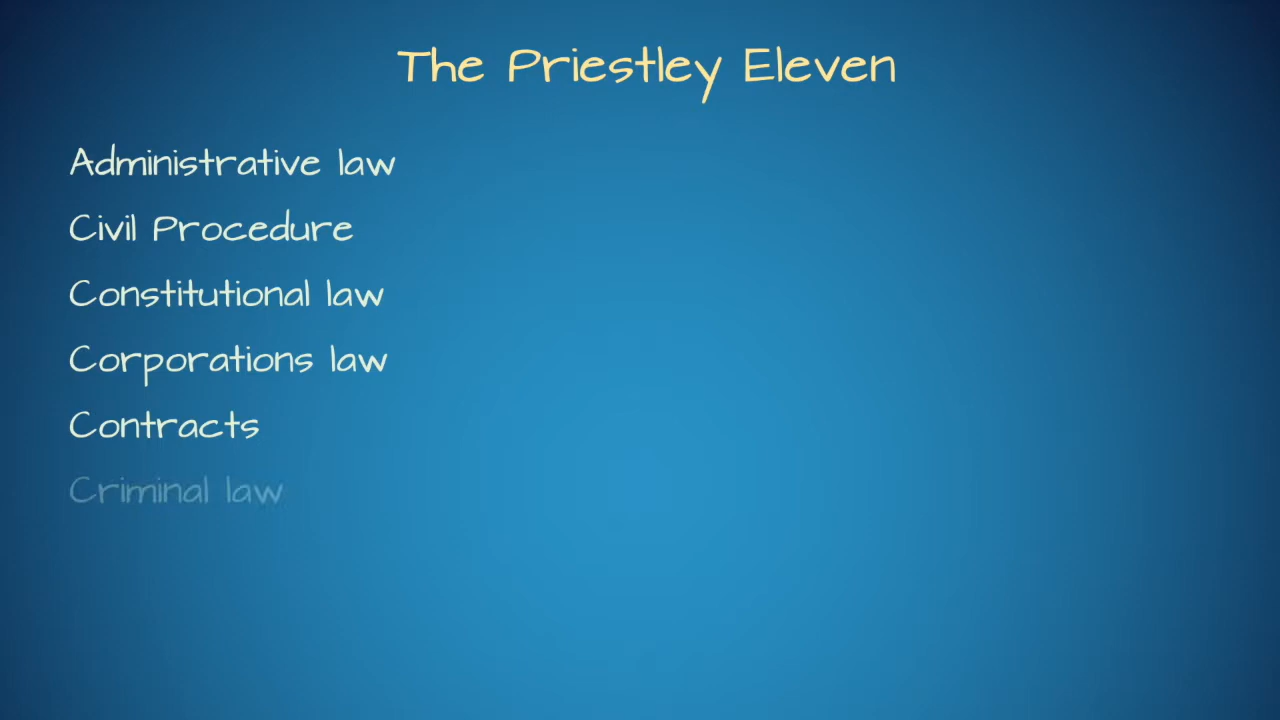 The Priestley Eleven
Administrative law
Civil Procedure
Constitutional law
Corporations law
Contracts
Criminal law